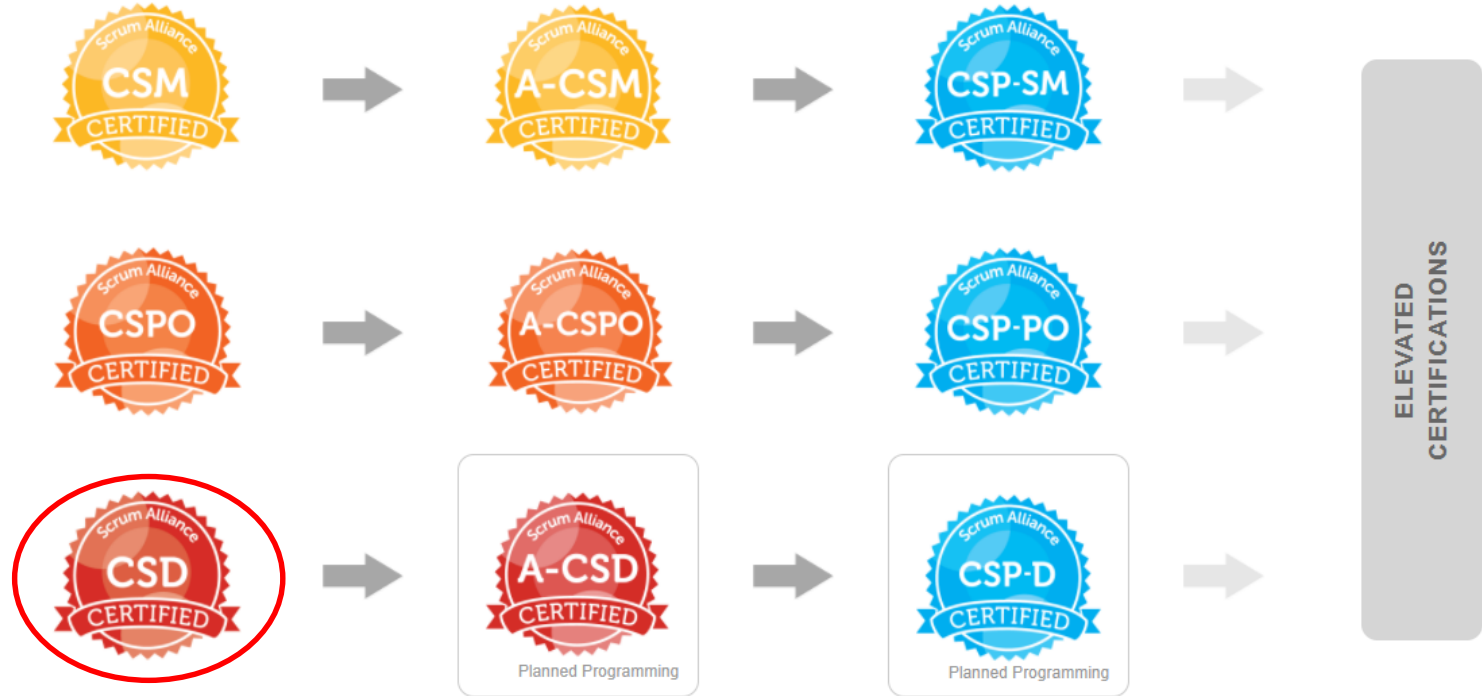 Scrum Alliance
CSM
CERTIFIED
Scrum Alliance
A-CSM
CERTIFIED
Scrum Alliance
CSP-SM
CERTIFIED
Scrum Alliance
CSPO
CERTIFIED
Scrum Alliance
A-CSPO
CERTIFIED
Scrum Alliance
CSP-PO
CERTIFIED
Scrum Alliance
CSD
CERTIFIED
Scrum Alliance
A-CSD
CERTIFIED
Planned Programming
Scrum Alliance
CSP-D
CERTIFIED
Planned Programming
ELEVATED
CERTIFICATIONS